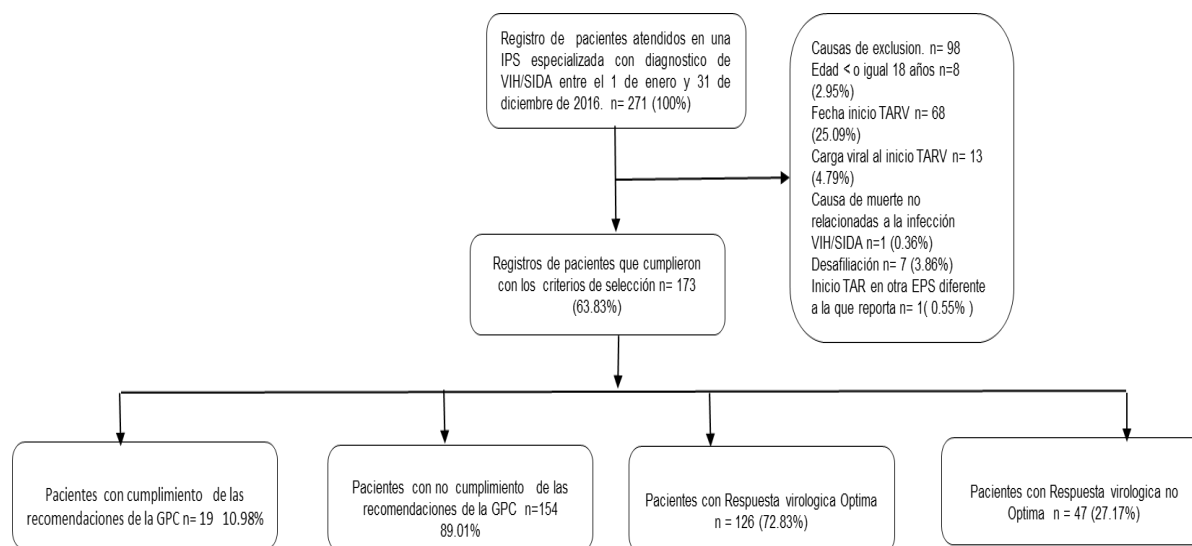 Registro de pacientes atendidos en una
IPS especializada con diagnostico de
VIH/SIDA entre el 1 de enero y 31 de
diciembre de 2016. n= 271 (100%)
Causas de exclusion. n= 98
Edad < o igual 18 años n=8
(2.95%)
Fecha inicio TARV n= 68
(25.09%)
Carga viral al inicio TARV n= 13
(4.79%)
Causa de muerte no
relacionadas a la infección
VIH/SIDA n=1 (0.36%)
Desafiliación n= 7 (3.86%)
Inicio TAR en otra EPS diferente
a la que reporta n= 1( 0.55% )
Registros de pacientes que cumplieron
con los criterios de selección n= 173
(63.83%)
Pacientes con cumplimiento de las
recomendaciones de la GPC n= 19 10.98%
Pacientes con no cumplimiento de las
recomendaciones de la GPC n=154
89.01%
Pacientes con Respuesta virologica Optima
n = 126 (72.83%)
Pacientes con Respuesta virologica no
Optima n = 47 (27.17%)